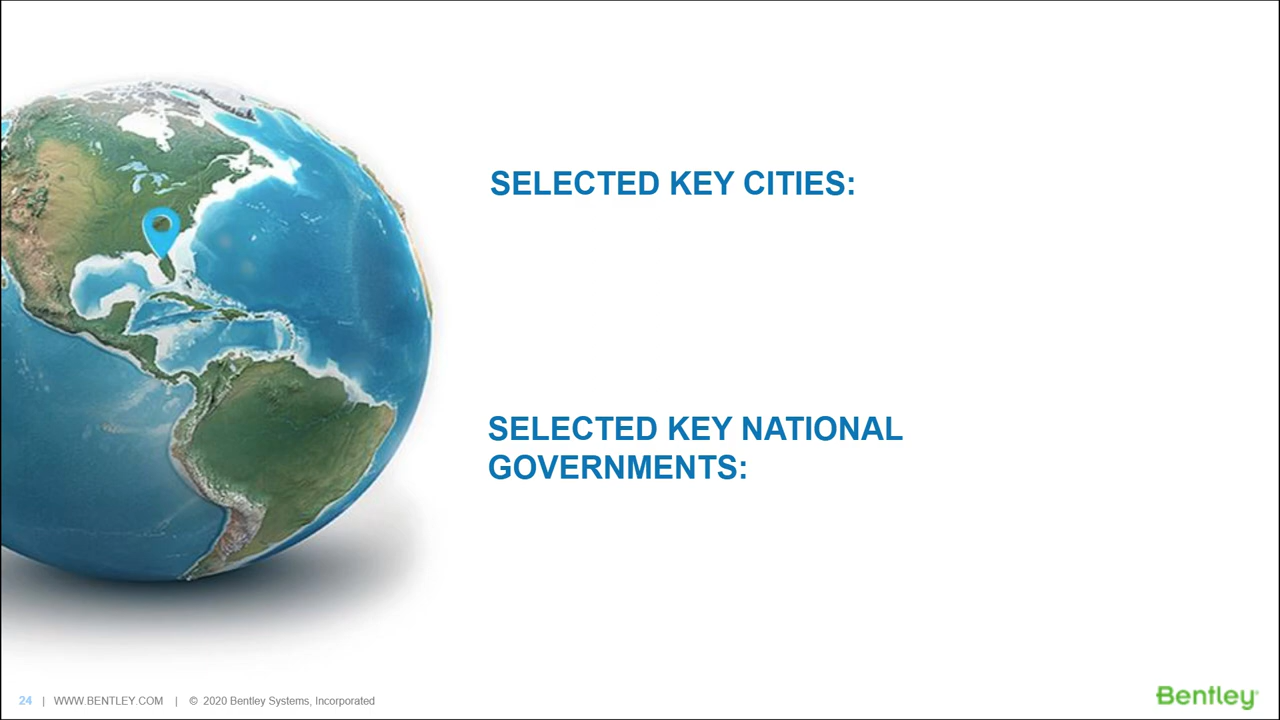 SELECTED KEY CITIES:
SELECTED KEY NATIONAL
GOVERNMENTS:
24 | WWW.BENTLEY.COM | © 2020 Bentley Systems, Incorporated
Bentley®